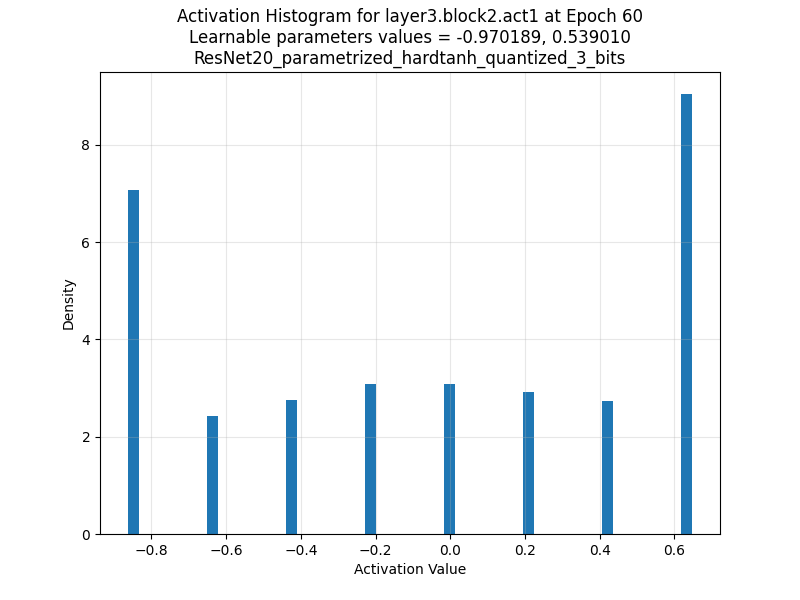 Activation Histogram for layer3.block2.act1 at Epoch 60
Learnable parameters values = -0.970189, 0.539010
ResNet20_parametrized_hardtanh_quantized_3_bits
Density
8
6
4
2
0
−0.8 −0.6 −0.4 −0.2 0.0 0.2 0.4 0.6
Activation Value